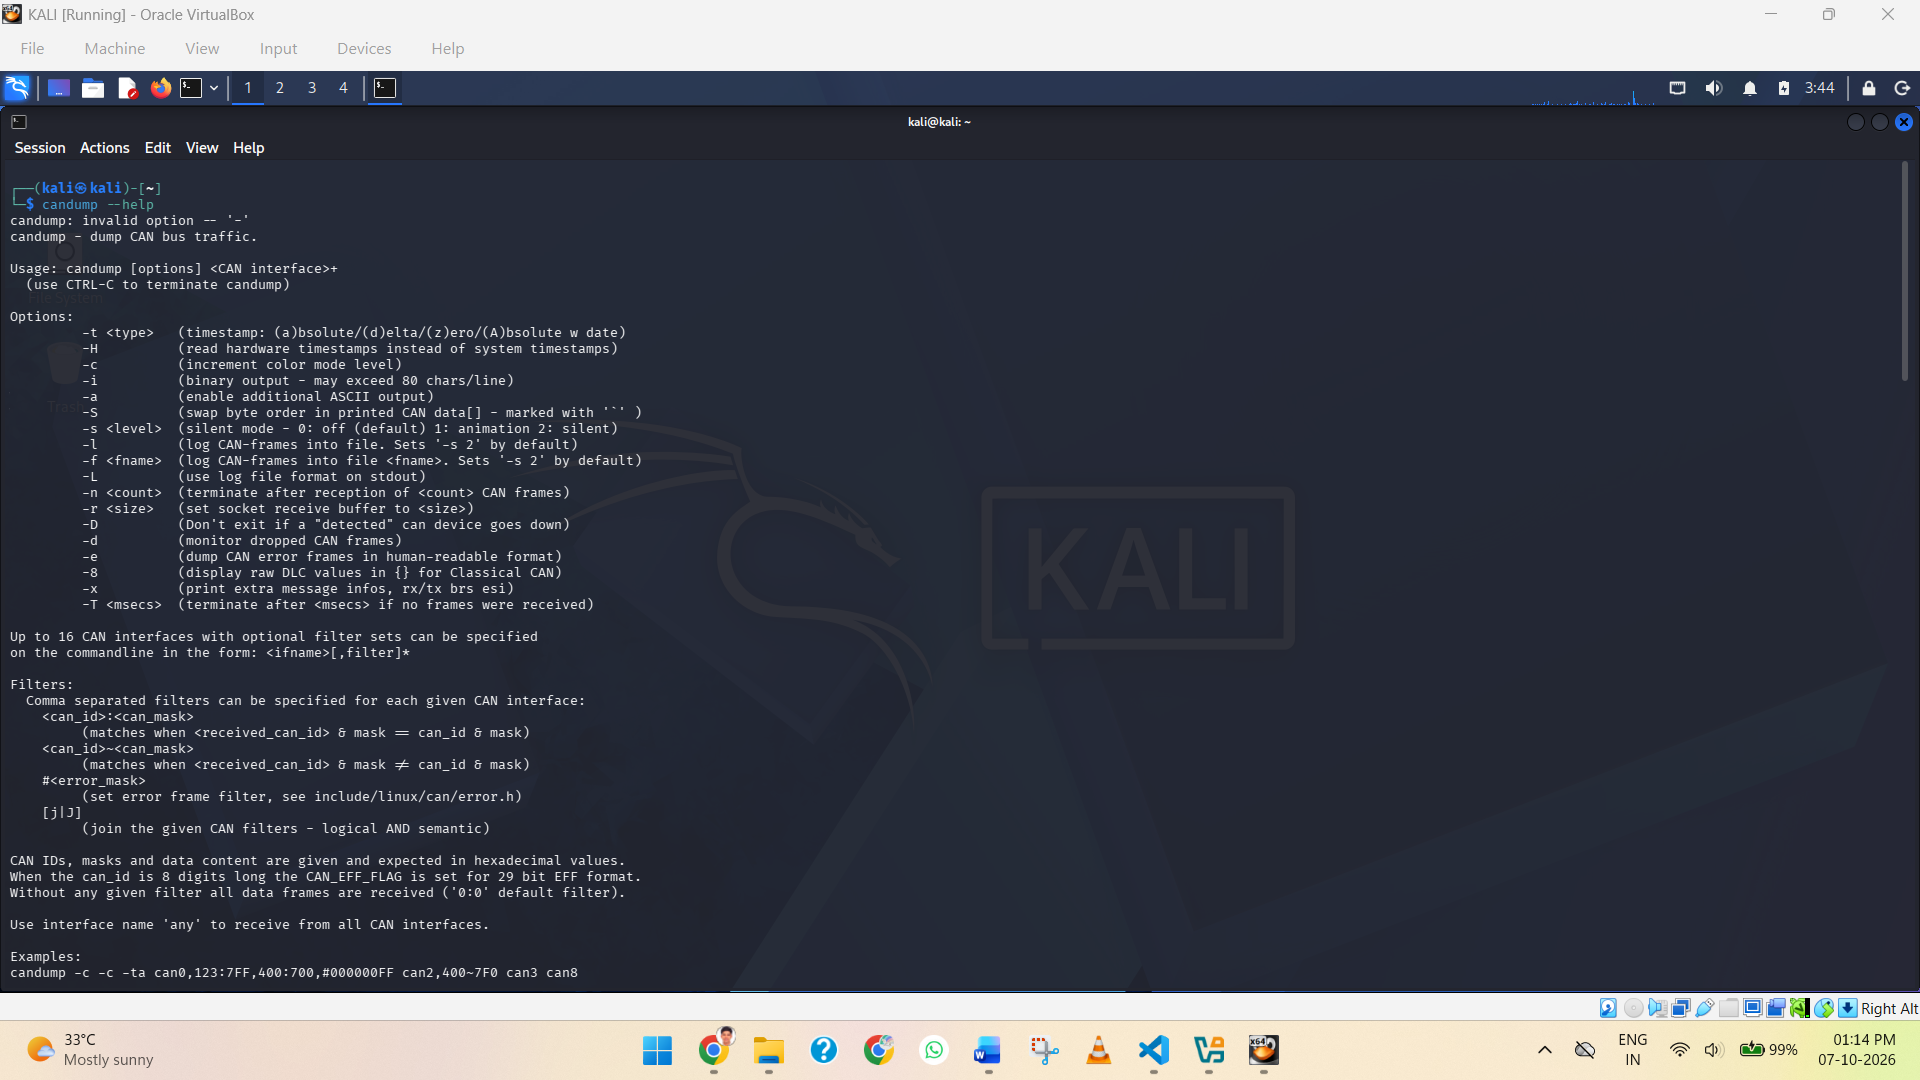 KALI [Running] - Oracle VirtualBox
File Machine View Input Devices Help
1 2 3 4 3:44
kali@kali: ~
Session Actions Edit View Help
┌──(kali㉿kali)-[~]
└─$ candump --help
candump: invalid option -- '-'
candump - dump CAN bus traffic.
Usage: candump [options] <CAN interface>+
(use CTRL-C to terminate candump)
File System
Options:
-t <type> (timestamp: (a)bsolute/(d)elta/(z)ero/(A)bsolute w date)
-H (read hardware timestamps instead of system timestamps)
-c (increment color mode level)
-i (binary output - may exceed 80 chars/line)
-a (enable additional ASCII output)
Trash
-S (swap byte order in printed CAN data[] - marked with '`' )
-s <level> (silent mode - 0: off (default) 1: animation 2: silent)
-l (log CAN-frames into file. Sets '-s 2' by default)
-f <fname> (log CAN-frames into file <fname>. Sets '-s 2' by default)
-L (use log file format on stdout)
-n <count> (terminate after reception of <count> CAN frames)
-r <size> (set socket receive buffer to <size>)
-D (Don't exit if a "detected" can device goes down)
-d (monitor dropped CAN frames)
-e (dump CAN error frames in human-readable format)
-8 (display raw DLC values in {} for Classical CAN)
-x (print extra message infos, rx/tx brs esi)
-T <msecs> (terminate after <msecs> if no frames were received)
KALI
Up to 16 CAN interfaces with optional filter sets can be specified
on the commandline in the form: <ifname>[,filter]*
Filters:
Comma separated filters can be specified for each given CAN interface:
<can_id>:<can_mask>
(matches when <received_can_id> & mask == can_id & mask)
<can_id>~<can_mask>
(matches when <received_can_id> & mask ≠ can_id & mask)
#<error_mask>
(set error frame filter, see include/linux/can/error.h)
[j|J]
(join the given CAN filters - logical AND semantic)
CAN IDs, masks and data content are given and expected in hexadecimal values.
When the can_id is 8 digits long the CAN_EFF_FLAG is set for 29 bit EFF format.
Without any given filter all data frames are received ('0:0' default filter).
Use interface name 'any' to receive from all CAN interfaces.
Examples:
candump -c -c -ta can0,123:7FF,400:700,#000000FF can2,400~7F0 can3 can8
Right Alt
33°C
Mostly sunny
ENG
IN
99%
01:14 PM
07-10-2026